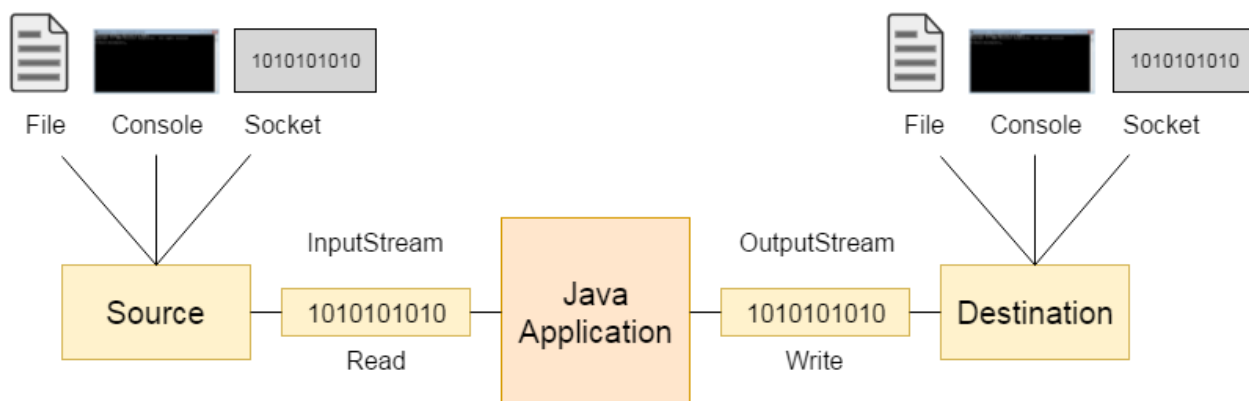 1010101010
1010101010
File Console Socket
File Console Socket
InputStream
OutputStream
Source
1010101010
Java
Application
1010101010
Destination
Read
Write